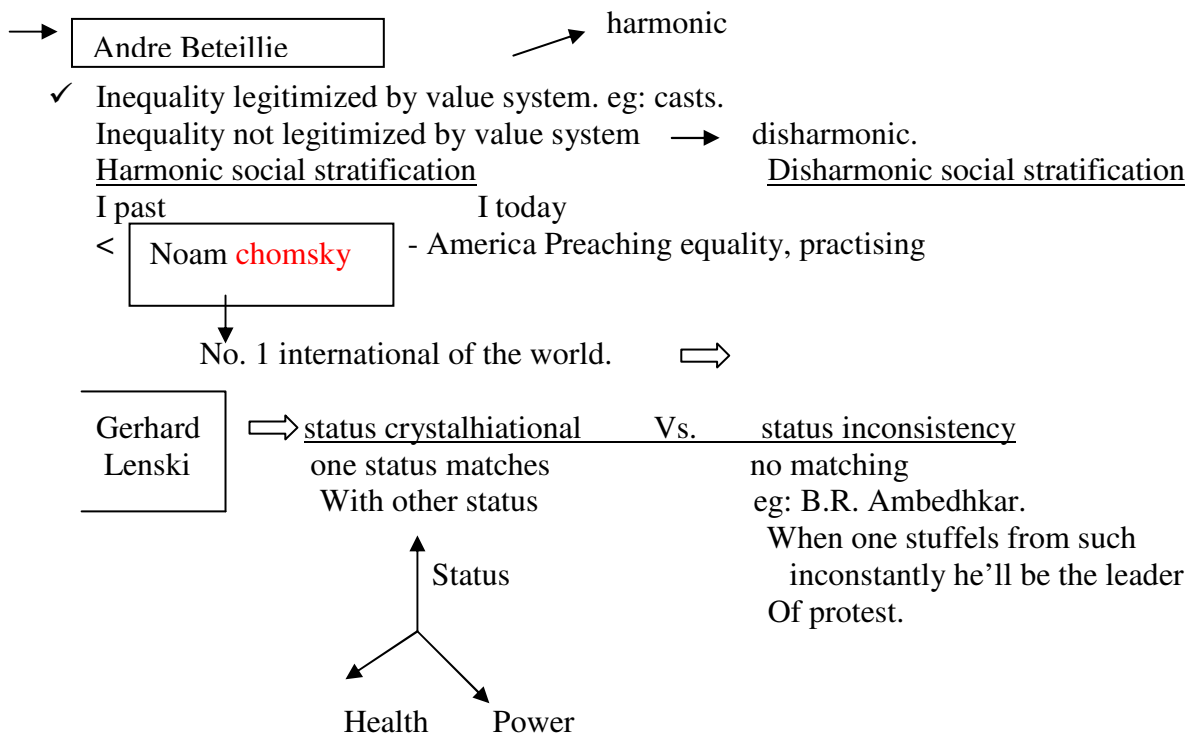 harmonic
Andre Beteillie
✓ Inequality legitimized by value system. eg: casts.
Inequality not legitimized by value system → disharmonic.
Harmonic social stratification Disharmonic social stratification
I past I today
< Noam chomsky - America Preaching equality, practising
No. 1 international of the world.
Gerhard Lenski
status crystalhiational Vs. status inconsistency
one status matches no matching
With other status eg: B.R. Ambedhkar.
When one stuffels from such
Status inconstantly he'll be the leader
Of protest.
Health Power